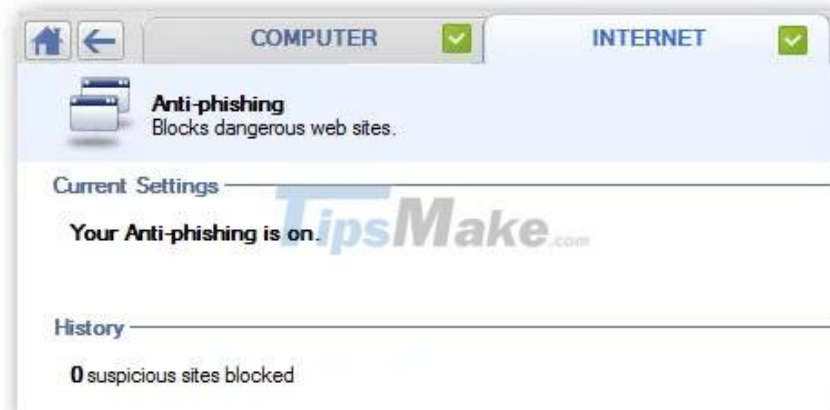 COMPUTER INTERNET
Anti-phishing
Blocks dangerous web sites.
Current Settings
Your Anti-phishing is on.
TipsMake.com
History
0 suspicious sites blocked